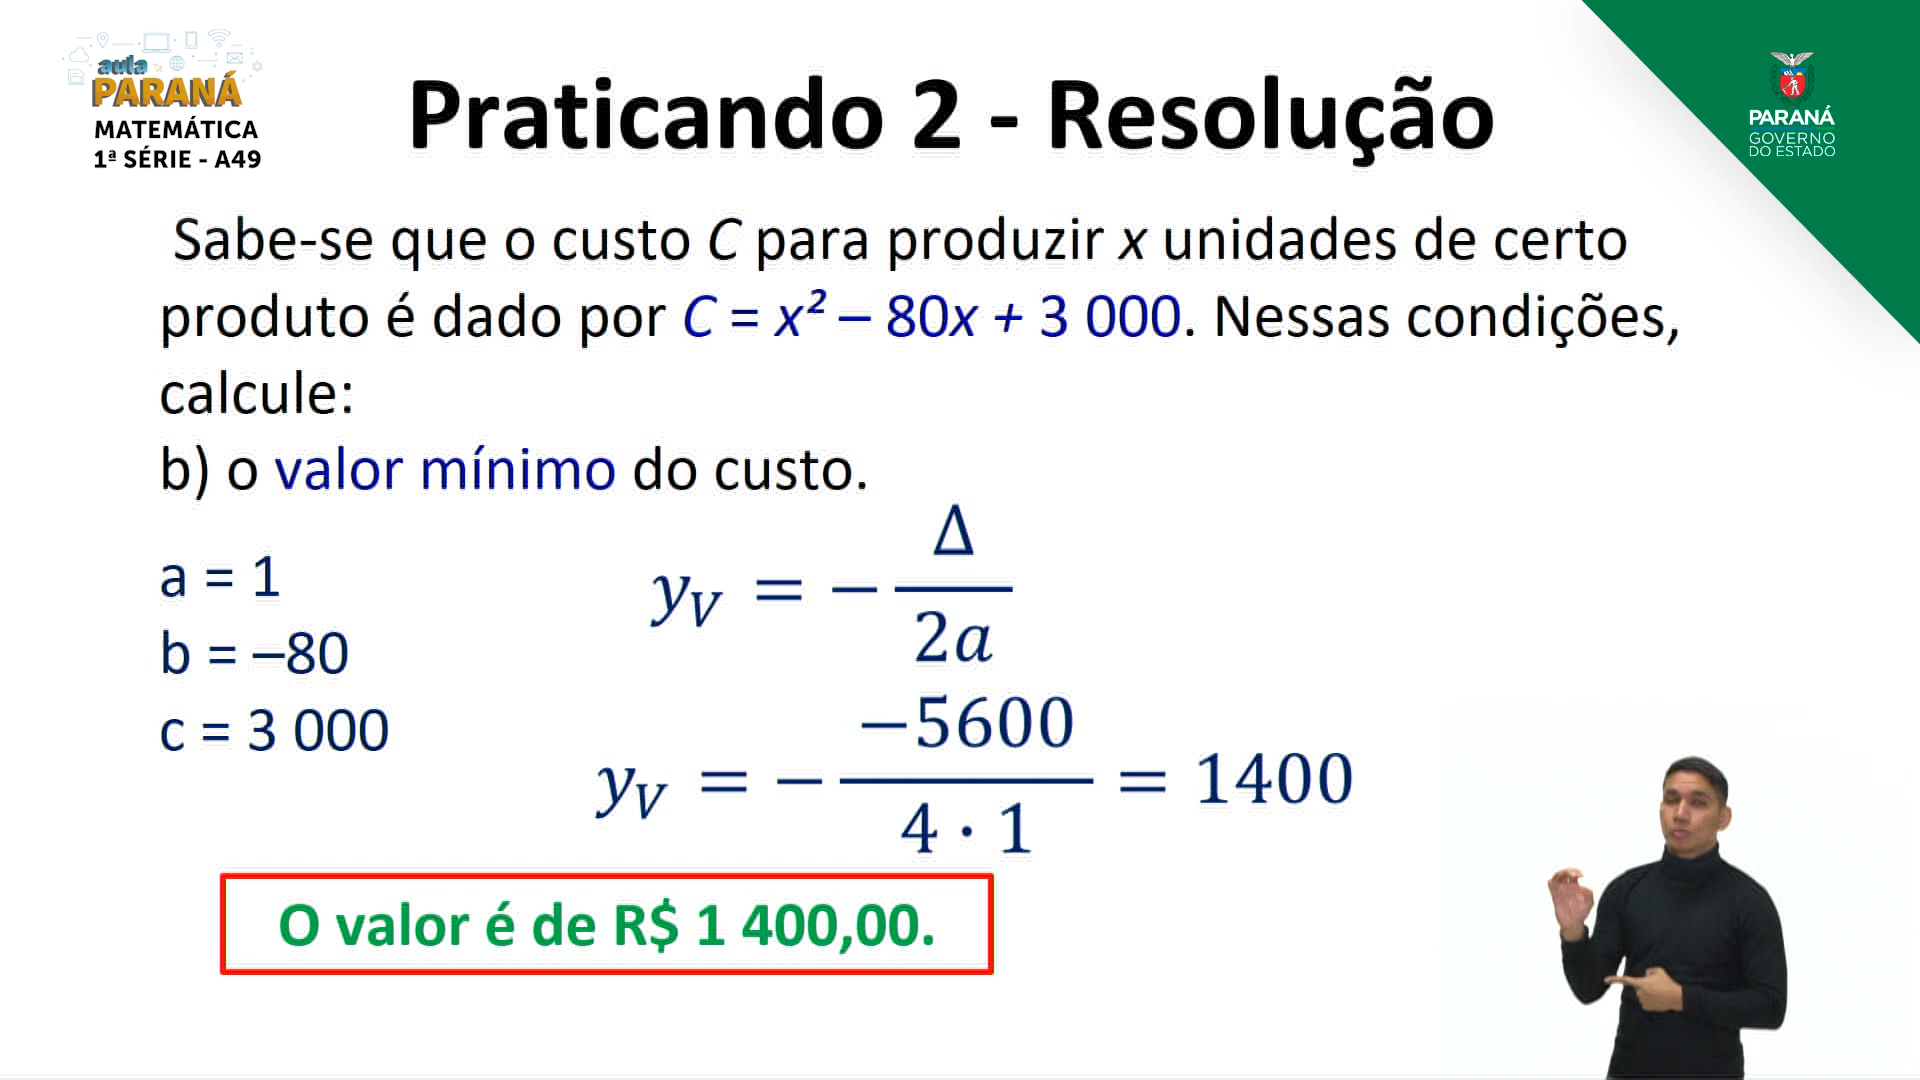 aula
PARANÁ
MATEMÁTICA
1ª SÉRIE - A49
Praticando 2 - Resolução
PARANÁ
GOVERNO
DO ESTADO
Sabe-se que o custo C para produzir x unidades de certo
produto é dado por C = x² – 80x + 3 000. Nessas condições,
calcule:
b) o valor mínimo do custo.
a = 1
b = –80
c = 3 000
y_V = − Δ / 2a
y_V = − −5600 / 4 · 1 = 1400
O valor é de R$ 1 400,00.